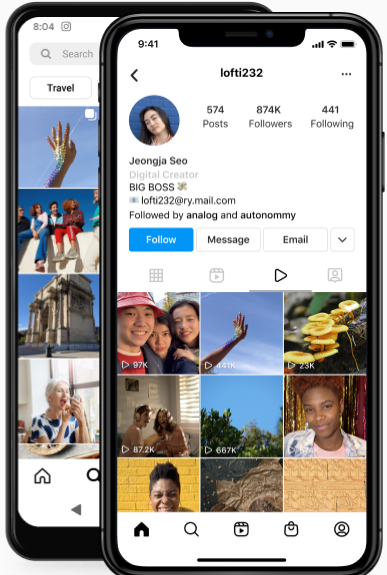 8:04
Search
Travel
9:41
lofti232
574 874K 441
Posts Followers Following
Jeongja Seo
Digital Creator
BIG BOSS
lofti232@ry.mail.com
Followed by analog and autonommy
Follow Message Email
97K 441K 23K
87.2K 667K